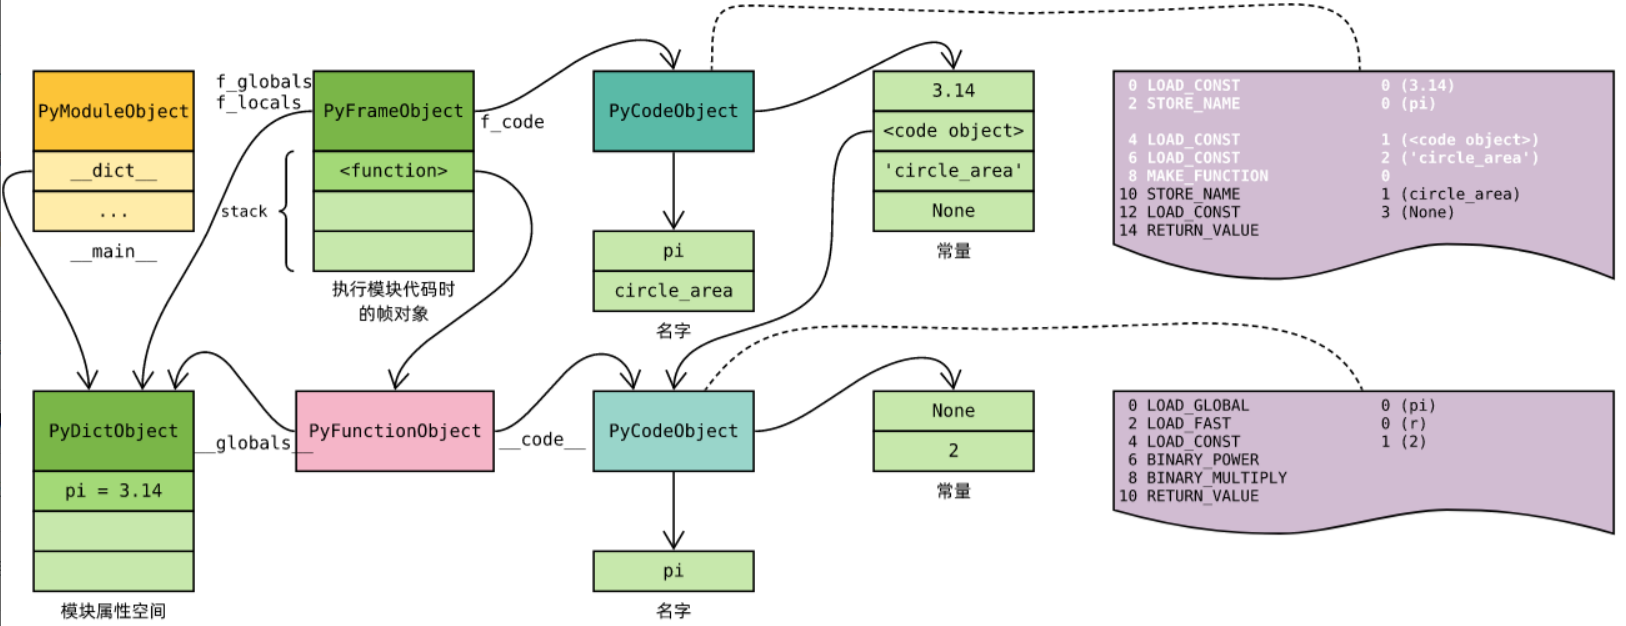 f_globals
f_locals
PyModuleObject
__dict__
...
__main__
PyFrameObject
<function>
stack
执行模块代码时
的帧对象
f_code
PyCodeObject
pi
circle_area
名字
3.14
<code object>
'circle_area'
None
常量
0 LOAD_CONST 0 (3.14)
2 STORE_NAME 0 (pi)
4 LOAD_CONST 1 (<code object>)
6 LOAD_CONST 2 ('circle_area')
8 MAKE_FUNCTION 0
10 STORE_NAME 1 (circle_area)
12 LOAD_CONST 3 (None)
14 RETURN_VALUE
PyDictObject
pi = 3.14
模块属性空间
__globals__
PyFunctionObject
__code__
PyCodeObject
pi
名字
None
2
常量
0 LOAD_GLOBAL 0 (pi)
2 LOAD_FAST 0 (r)
4 LOAD_CONST 1 (2)
6 BINARY_POWER
8 BINARY_MULTIPLY
10 RETURN_VALUE